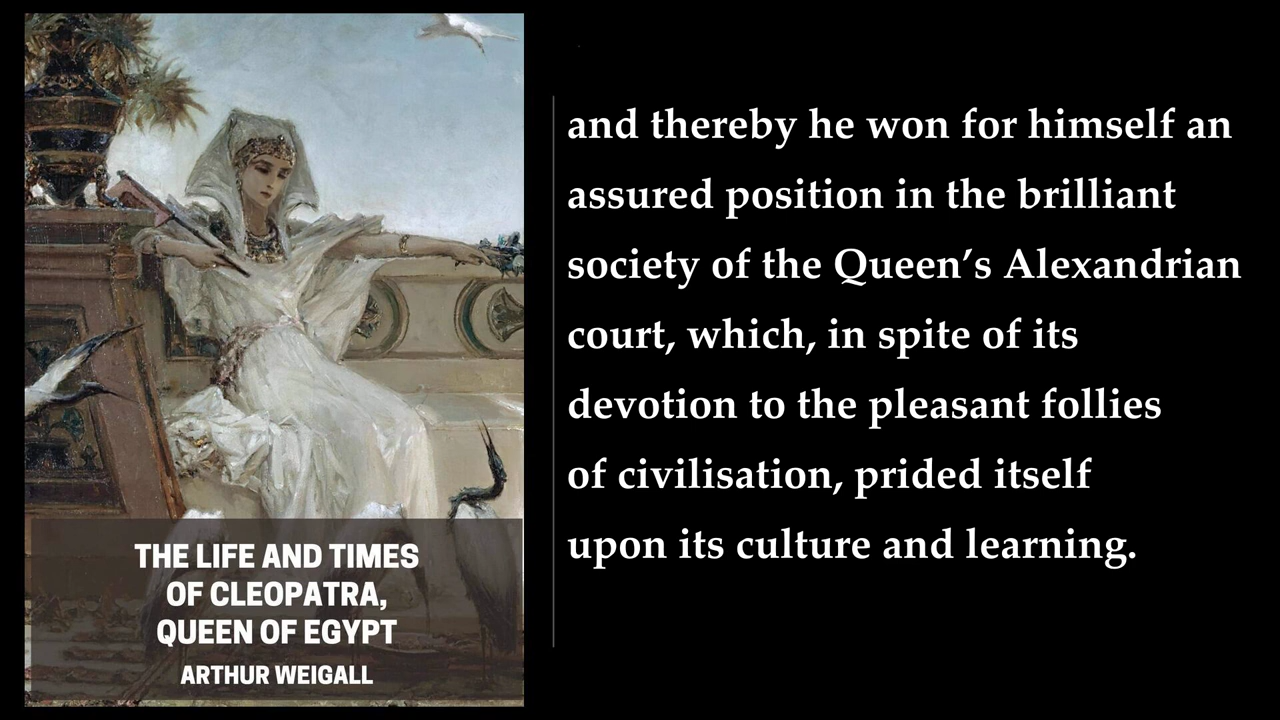 THE LIFE AND TIMES
OF CLEOPATRA,
QUEEN OF EGYPT
ARTHUR WEIGALL
and thereby he won for himself an
assured position in the brilliant
society of the Queen’s Alexandrian
court, which, in spite of its
devotion to the pleasant follies
of civilisation, prided itself
upon its culture and learning.